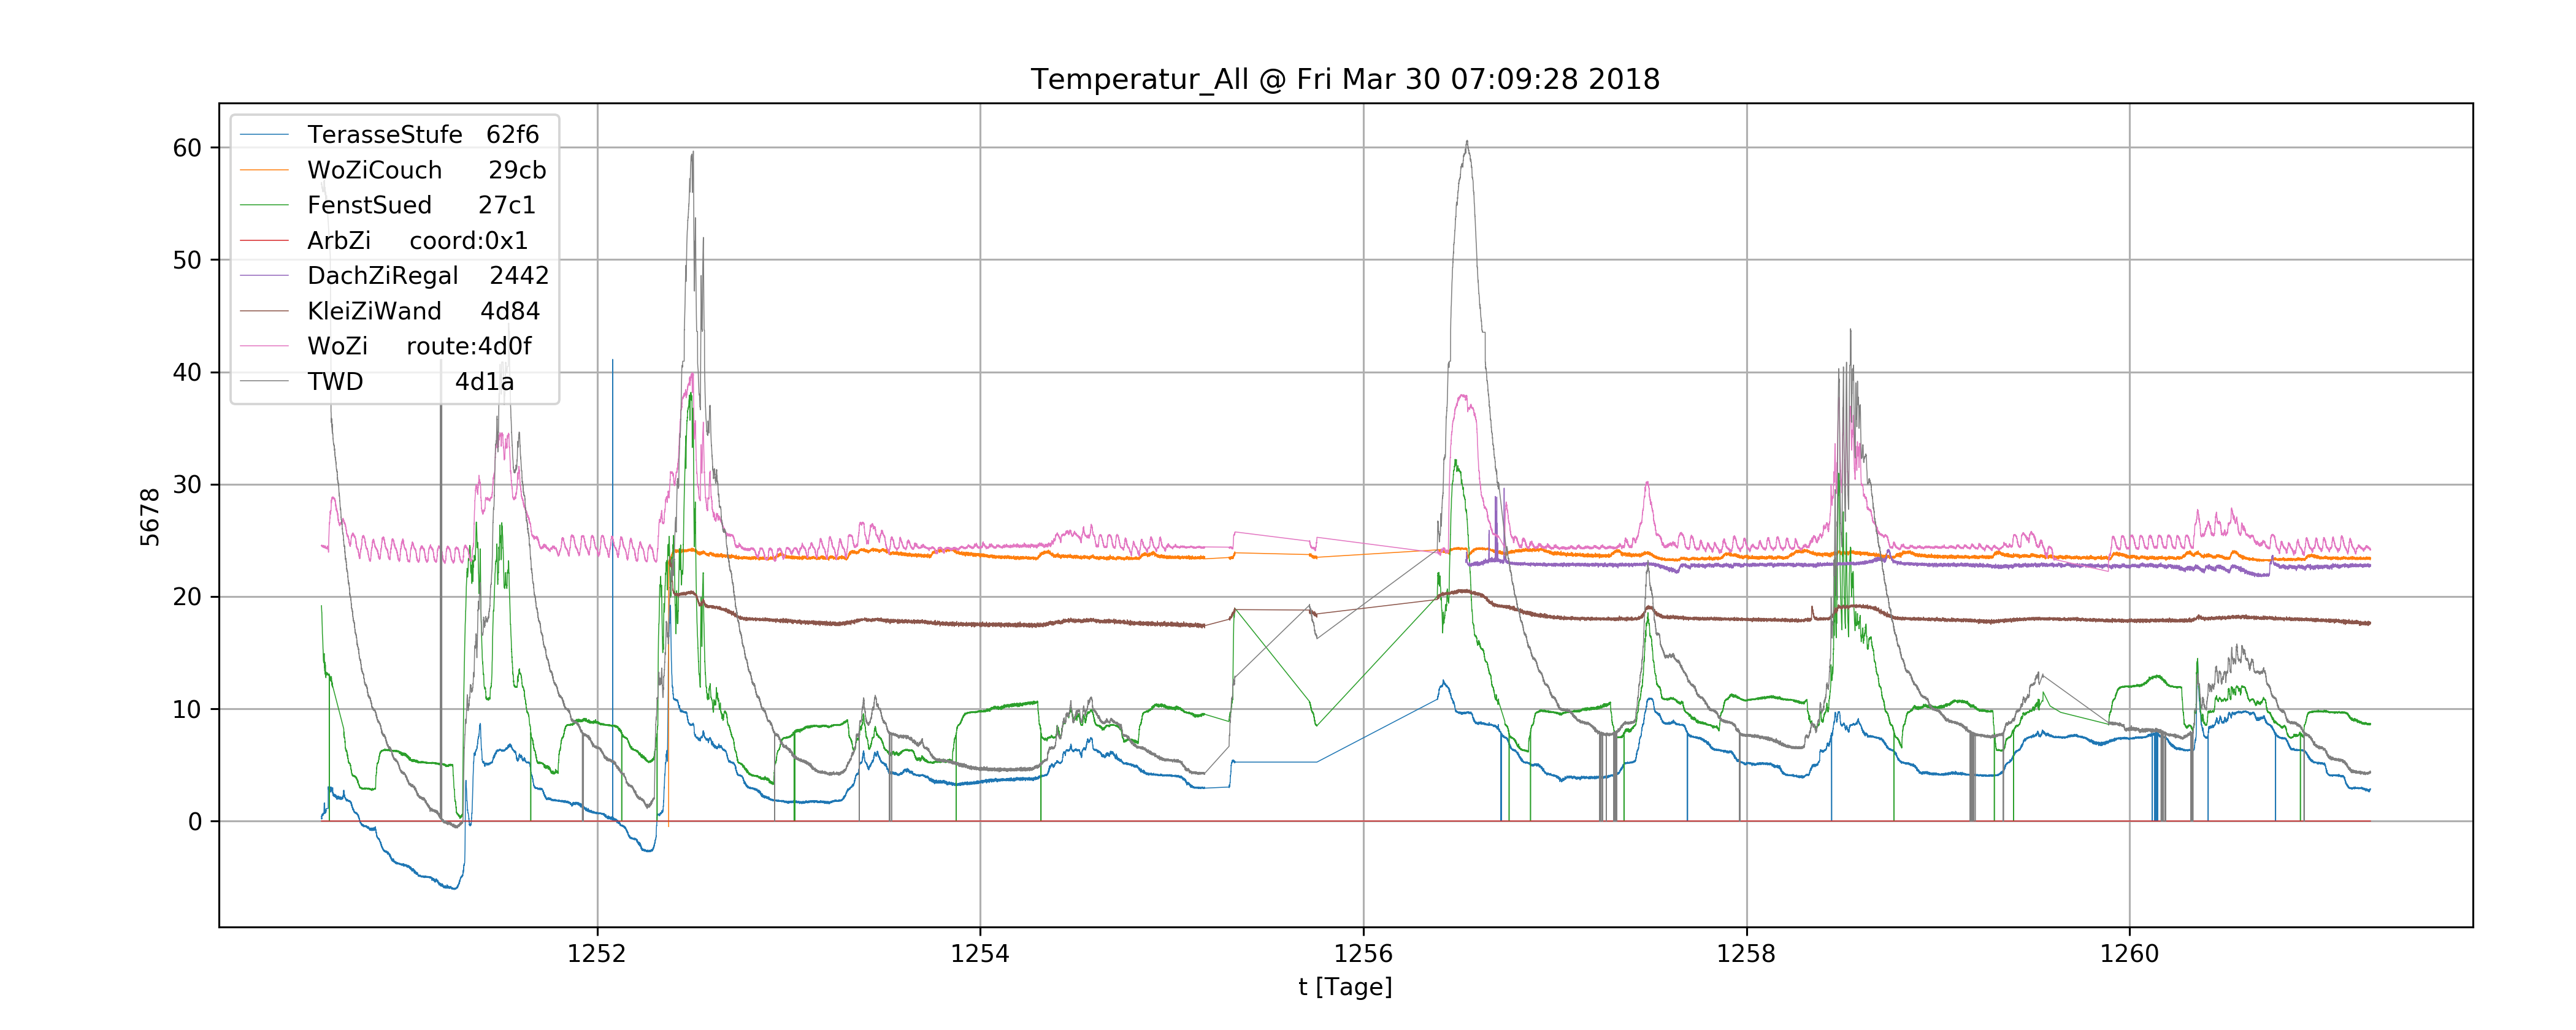 Temperatur_All @ Fri Mar 30 07:09:28 2018
TerasseStufe 62f6
WoZiCouch 29cb
FenstSued 27c1
ArbZi coord:0x1
DachZiRegal 2442
KleiZiWand 4d84
WoZi route:4d0f
TWD 4d1a
60
50
40
30
20
10
0
5678
1252 1254 1256 1258 1260
t [Tage]